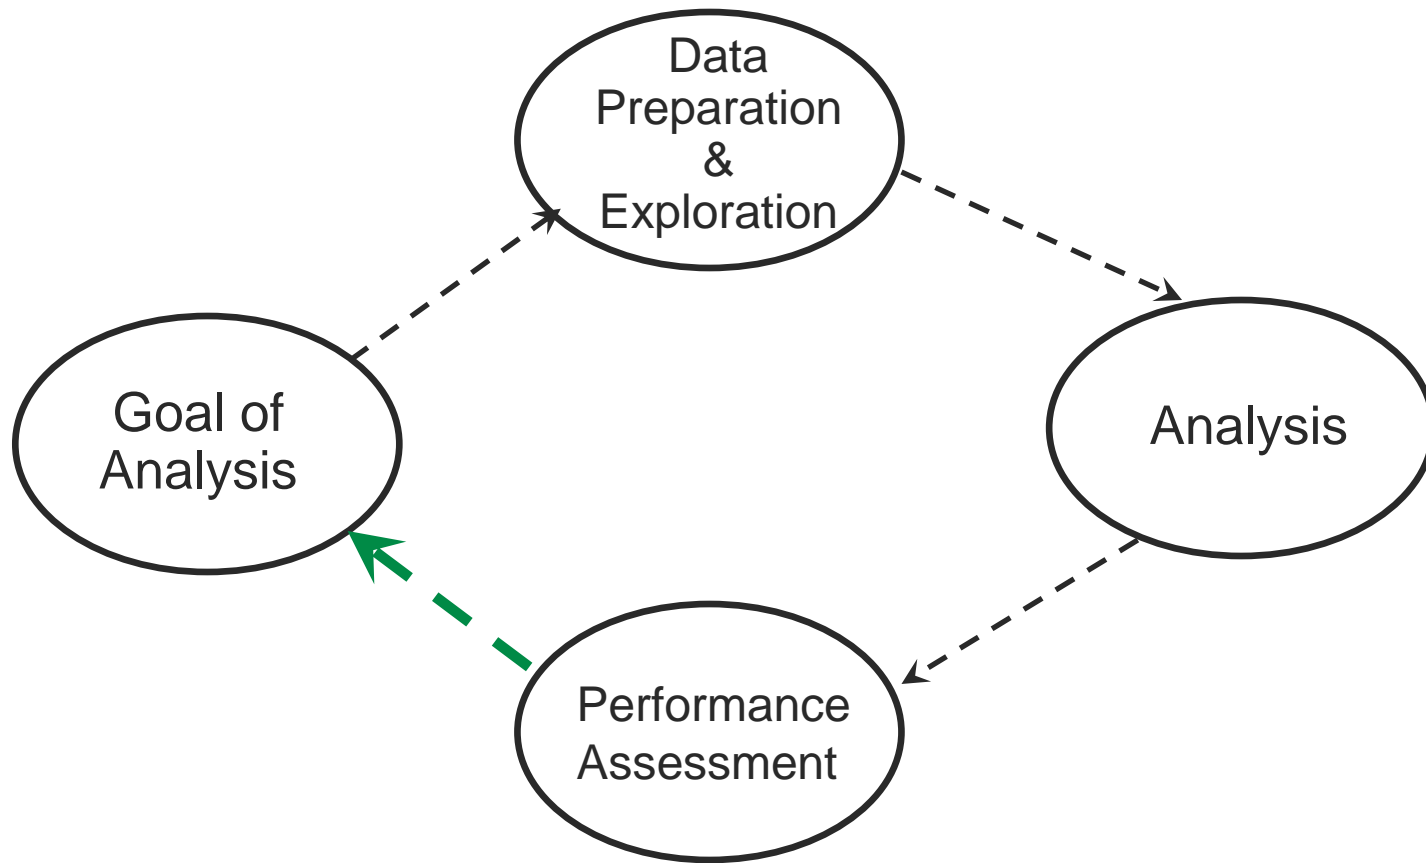 Data
Preparation
&
Exploration
Goal of
Analysis
Analysis
Performance
Assessment